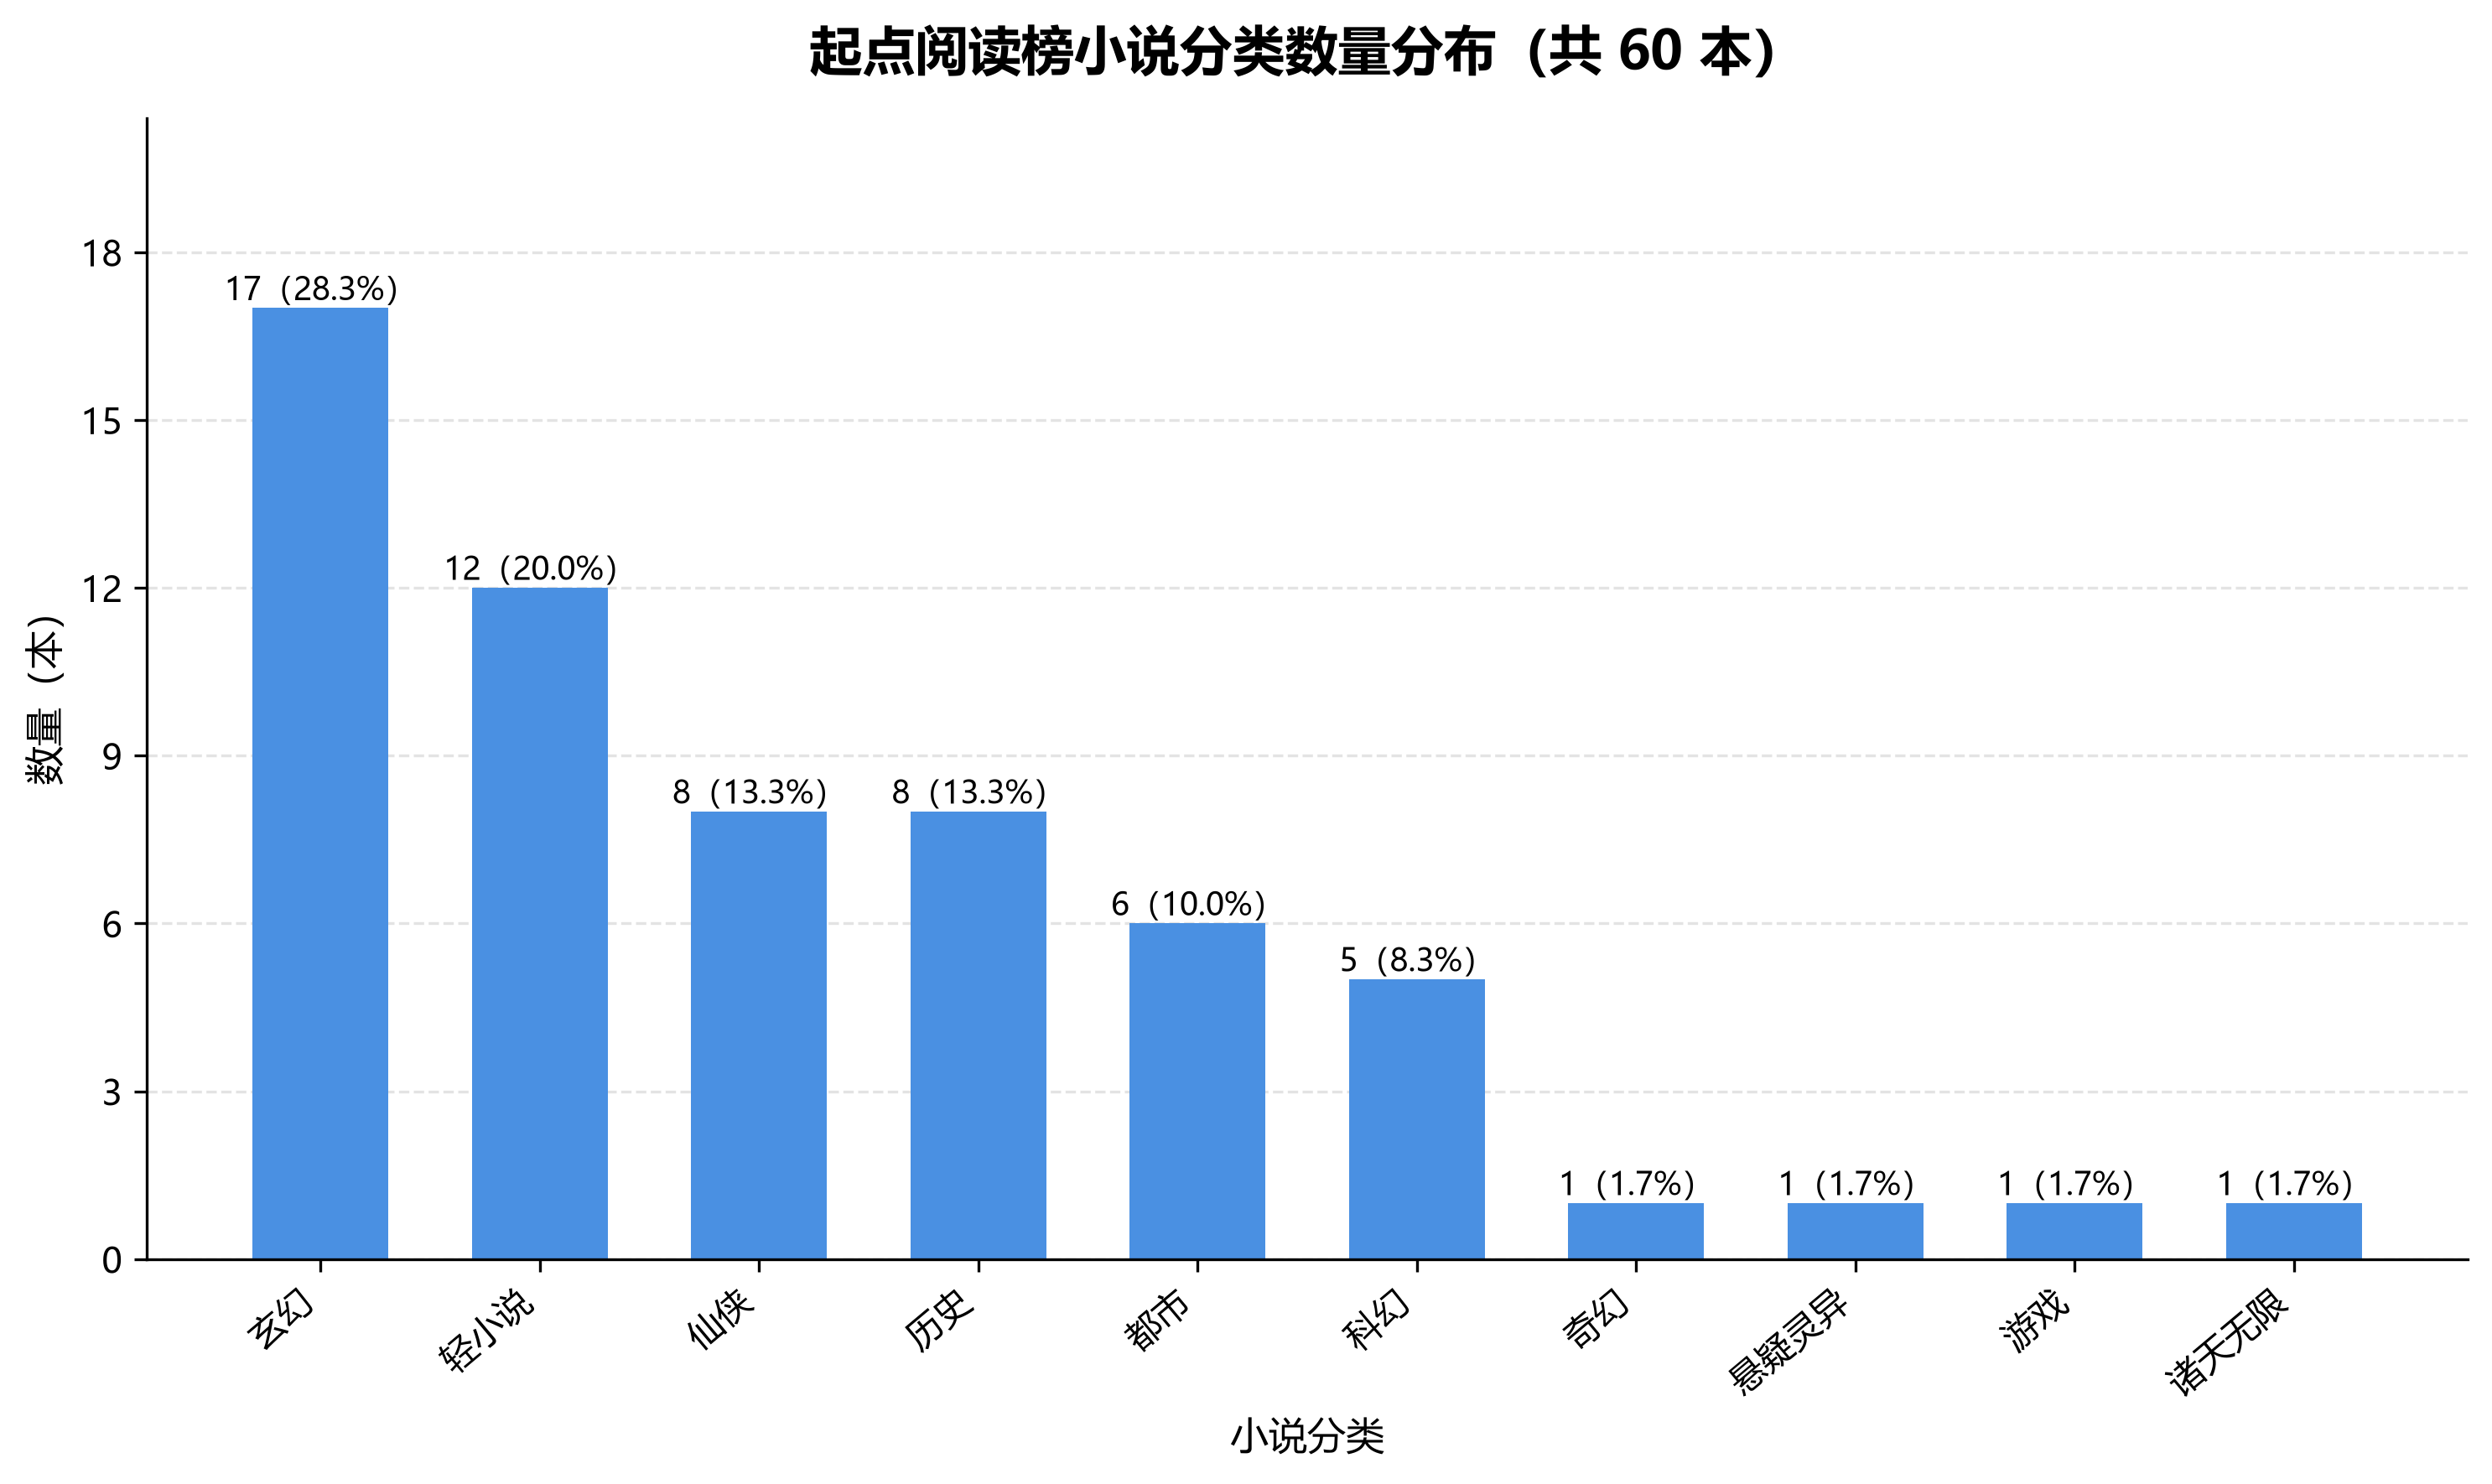 起点阅读榜小说分类数量分布（共 60 本）
数量（本）
18
15
12
9
6
3
0
17（28.3%）
12（20.0%）
8（13.3%）
8（13.3%）
6（10.0%）
5（8.3%）
1（1.7%）
1（1.7%）
1（1.7%）
1（1.7%）
玄幻
轻小说
仙侠
历史
都市
科幻
奇幻
悬疑灵异
游戏
诸天无限
小说分类